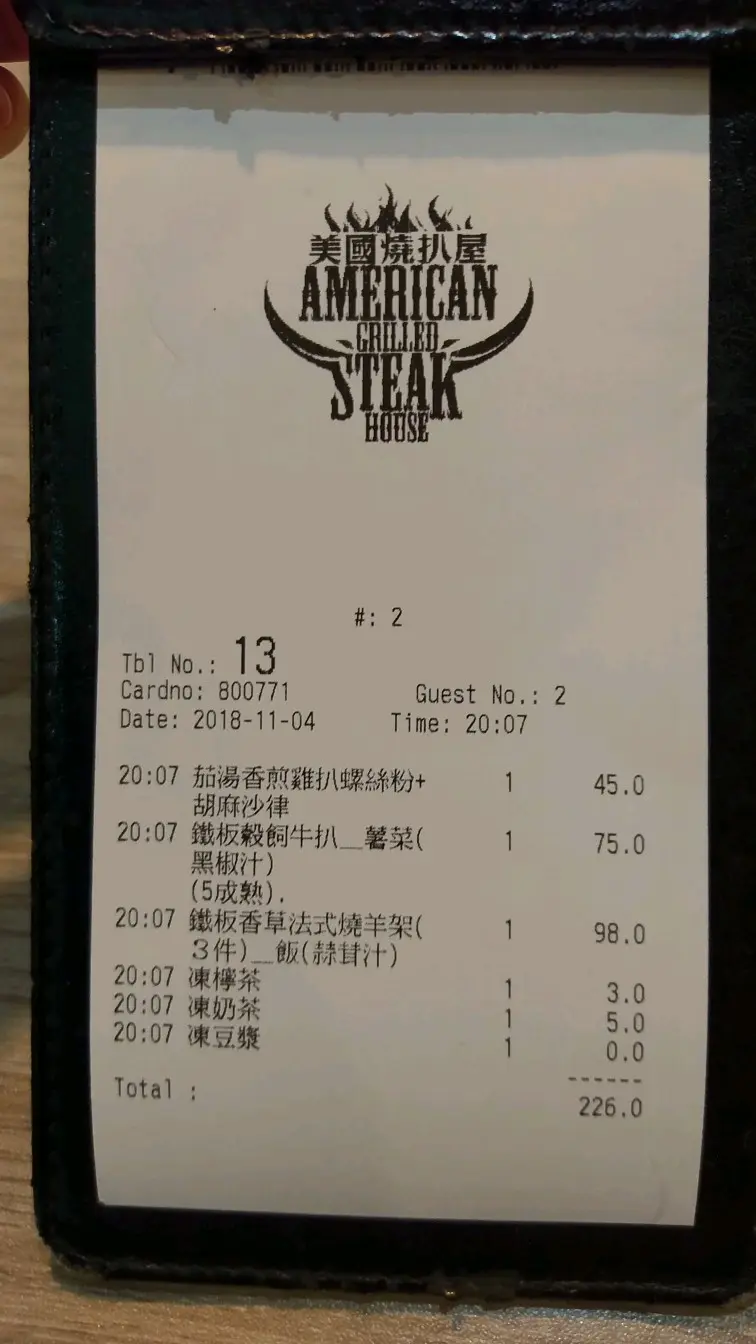 美國燒扒屋
AMERICAN
GRILLED
STEAK
HOUSE
#: 2
Tbl No.: 13
Cardno: 800771 Guest No.: 2
Date: 2018-11-04 Time: 20:07
20:07 茄湯香煎雞扒螺絲粉+ 1 45.0
胡麻沙律
20:07 鐵板穀飼牛扒__薯菜( 1 75.0
黑椒汁)
(5成熟).
20:07 鐵板香草法式燒羊架( 1 98.0
3件)__飯(蒜茸汁)
20:07 凍檸茶 1 3.0
20:07 凍奶茶 1 5.0
20:07 凍豆漿 1 0.0
------
Total : 226.0